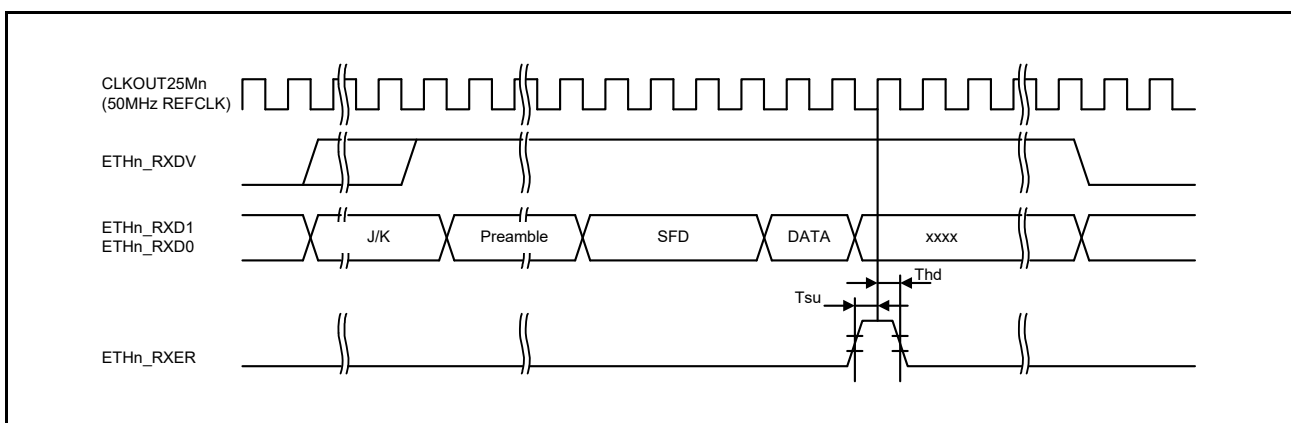 CLKOUT25Mn
(50MHz REFCLK)
ETHn_RXDV
ETHn_RXD1
ETHn_RXD0
J/K
Preamble
SFD
DATA
xxxx
Thd
Tsu
ETHn_RXER